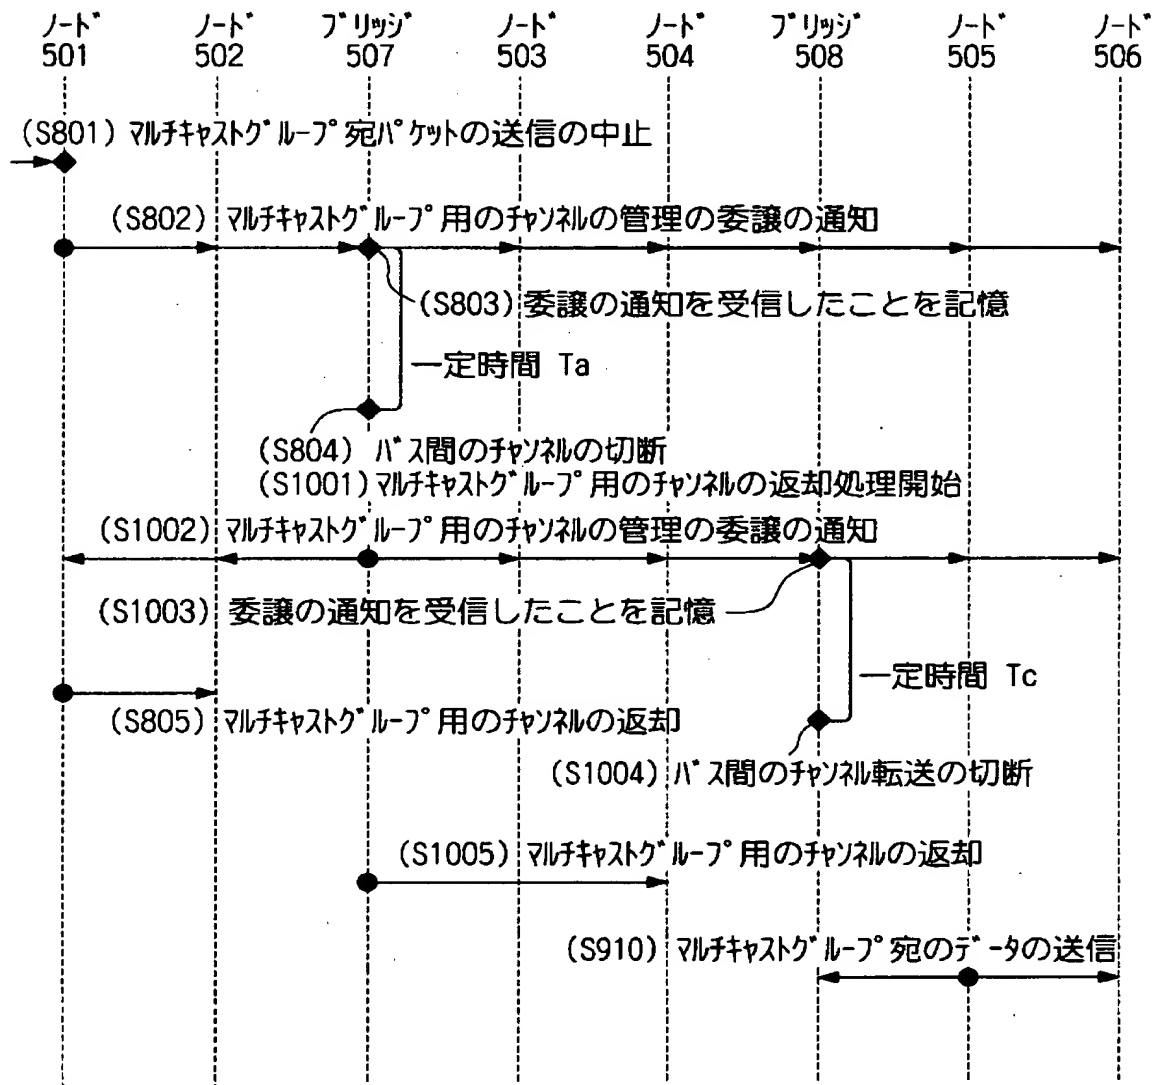 ノード ノード ブリッジ ノード ノード ブリッジ ノード ノード
501 502 507 503 504 508 505 506
(S801) マルチキャストグループ宛パケットの送信の中止
(S802) マルチキャストグループ用のチャンネルの管理の委譲の通知
(S803) 委譲の通知を受信したことを記憶
一定時間 Ta
(S804) バス間のチャンネルの切断
(S1001) マルチキャストグループ用のチャンネルの返却処理開始
(S1002) マルチキャストグループ用のチャンネルの管理の委譲の通知
(S1003) 委譲の通知を受信したことを記憶
一定時間 Tc
(S805) マルチキャストグループ用のチャンネルの返却
(S1004) バス間のチャンネル転送の切断
(S1005) マルチキャストグループ用のチャンネルの返却
(S910) マルチキャストグループ宛のデータの送信